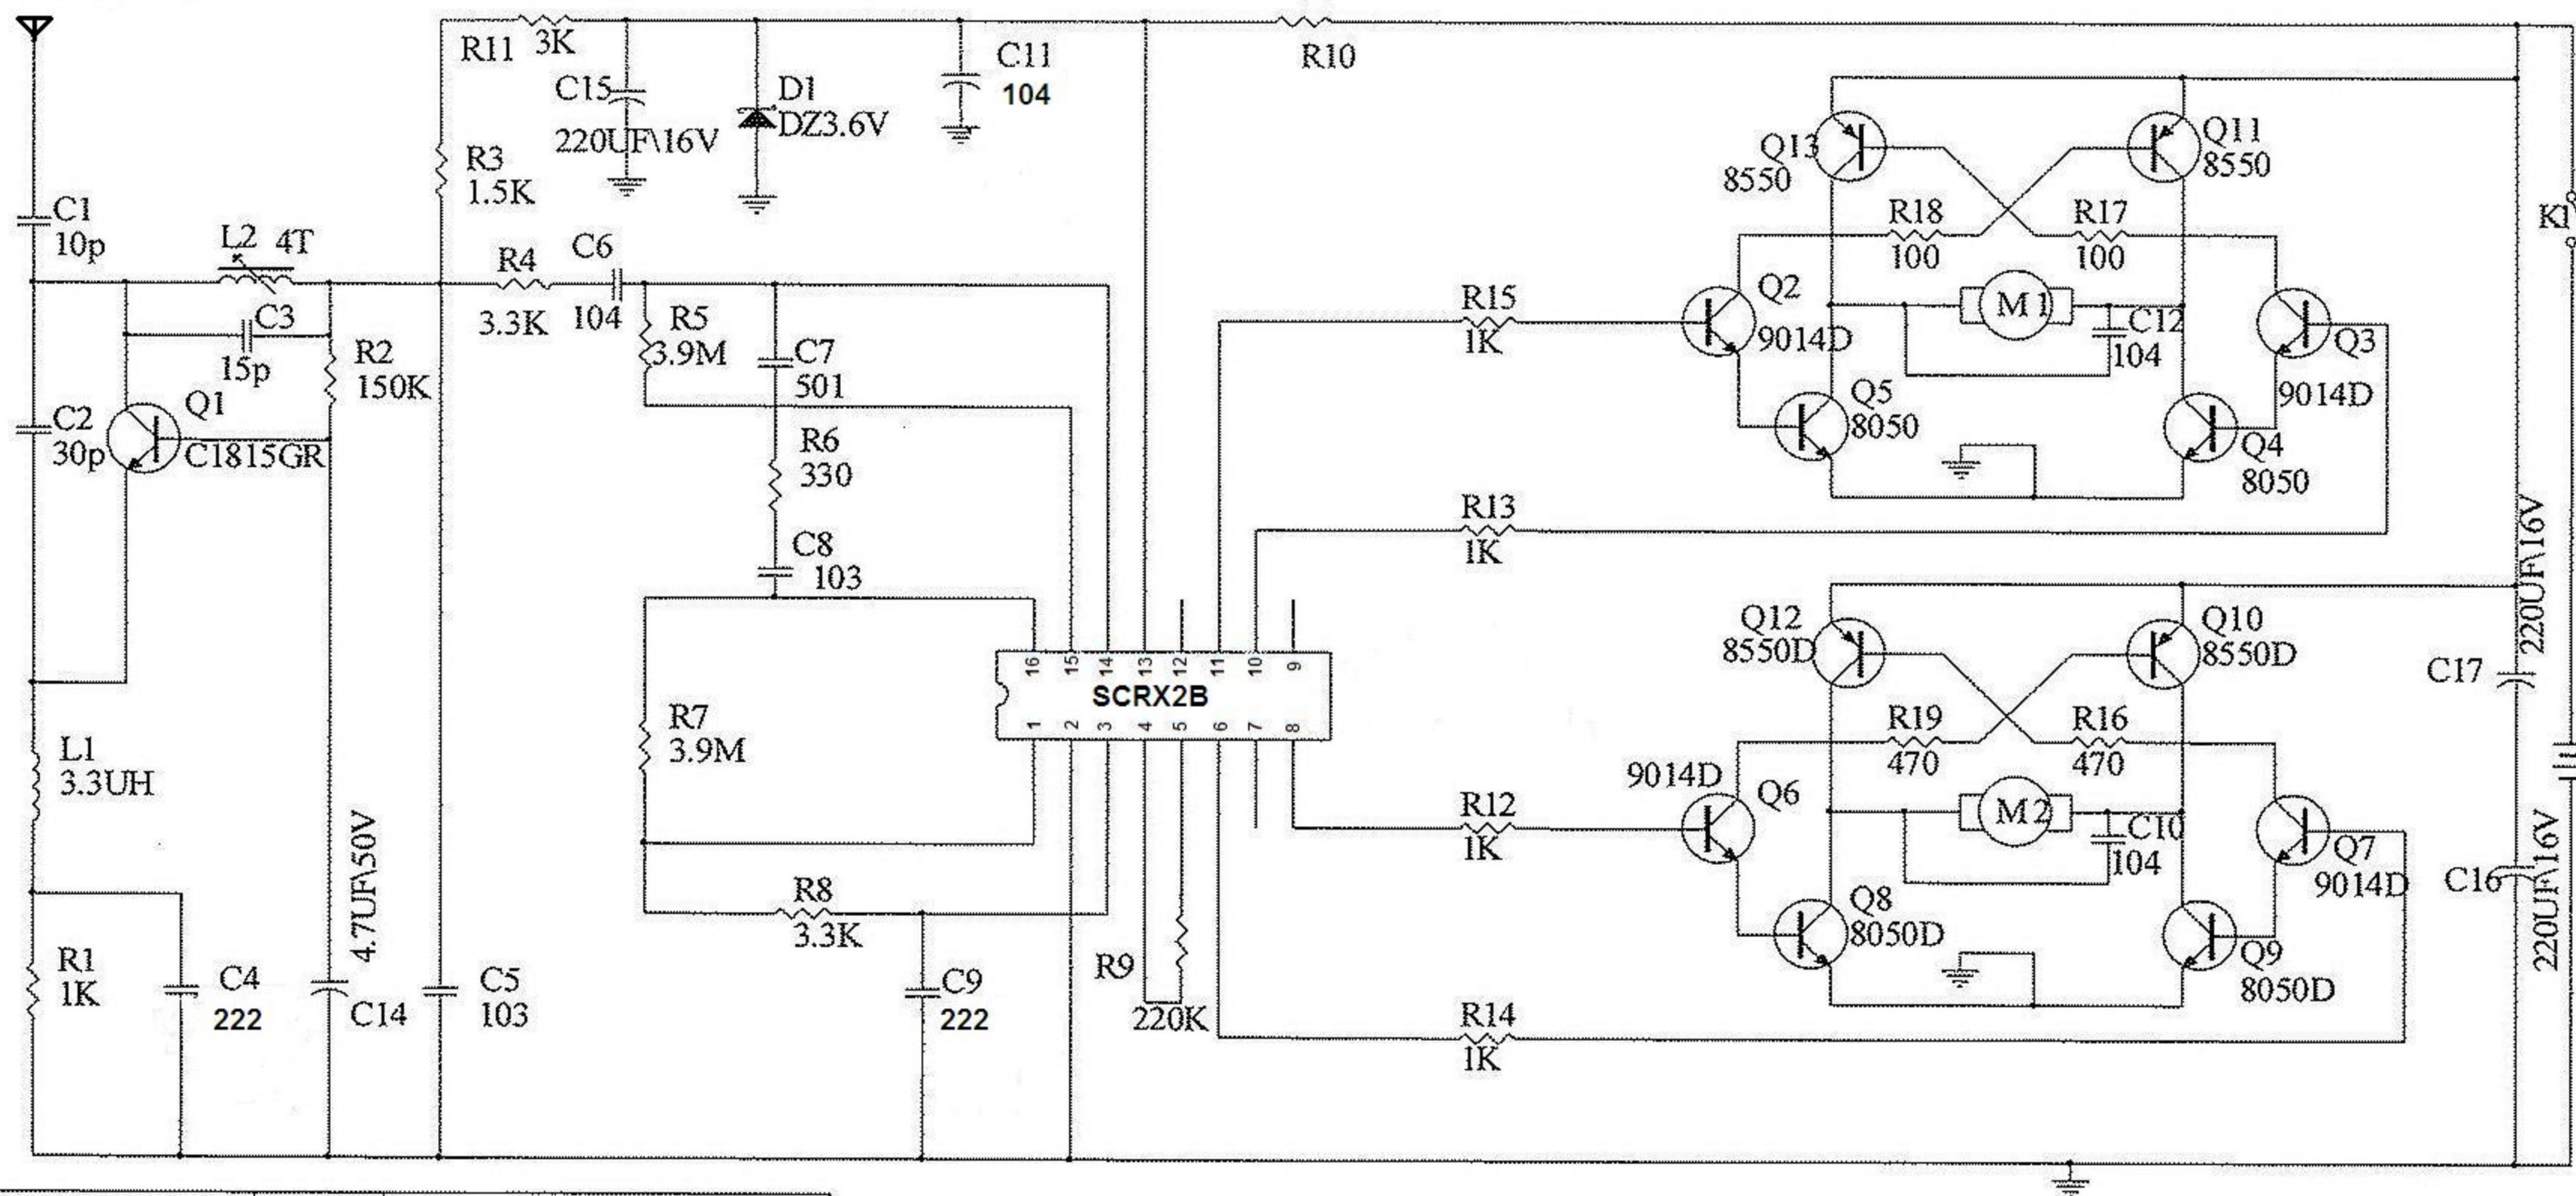 R11
3K
C15
220UF\16V
D1
DZ3.6V
C11
104
R10
R3
1.5K
C1
10p
L2 4T
C3
15p
R2
150K
C2
30p
Q1
C1815GR
R4
3.3K
C6
104
R5
3.9M
C7
501
R6
330
C8
103
R7
3.9M
R8
3.3K
C9
222
L1
3.3UH
R1
1K
C4
222
4.7UF\50V
C14
C5
103
16
15
14
13
12
11
10
9
SCRX2B
1
2
3
4
5
6
7
8
R9
220K
R15
1K
R13
1K
R12
1K
R14
1K
Q13
8550
Q11
8550
R18
100
R17
100
Q2
9014D
M1
C12
104
Q3
9014D
Q5
8050
Q4
8050
Q12
8550D
Q10
8550D
R19
470
R16
470
9014D
Q6
M2
C10
104
Q7
9014D
Q8
8050D
Q9
8050D
K1
220UF\16V
C17
C16
220UF\16V